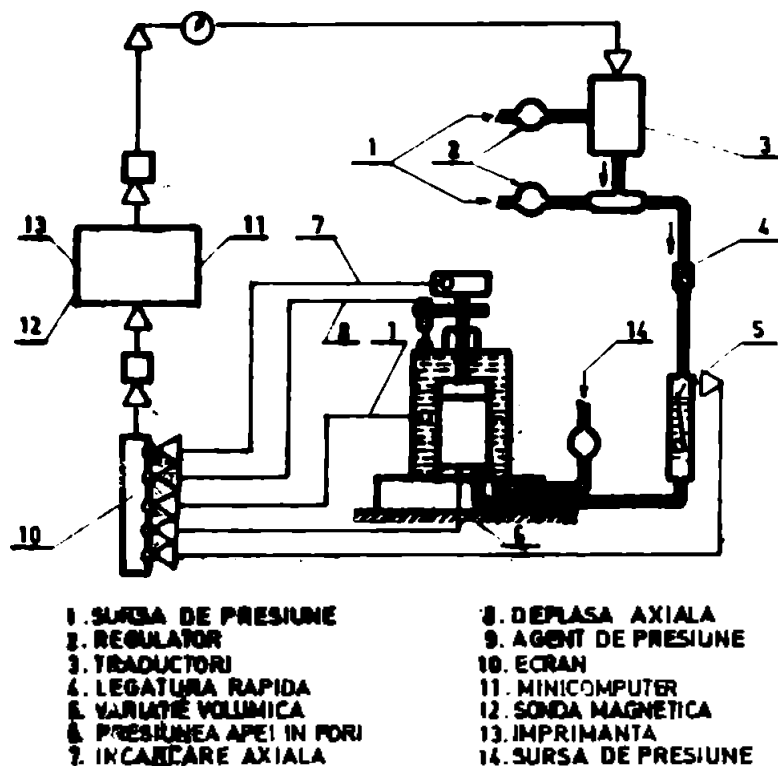 1
2
3
13
11
7
4
12
8
1
14
5
10
6
1. SURSA DE PRESIUNE
2. REGULATOR
3. TRADUCTORI
4. LEGATURA RAPIDA
5. VARIATIE VOLUMICA
6. PRESIUNEA APEI IN PORI
7. INCARCARE AXIALA
8. DEPLASA AXIALA
9. AGENT DE PRESIUNE
10. ECRAN
11. MINICOMPUTER
12. SONDA MAGNETICA
13. IMPRIMANTA
14. SURSA DE PRESIUNE